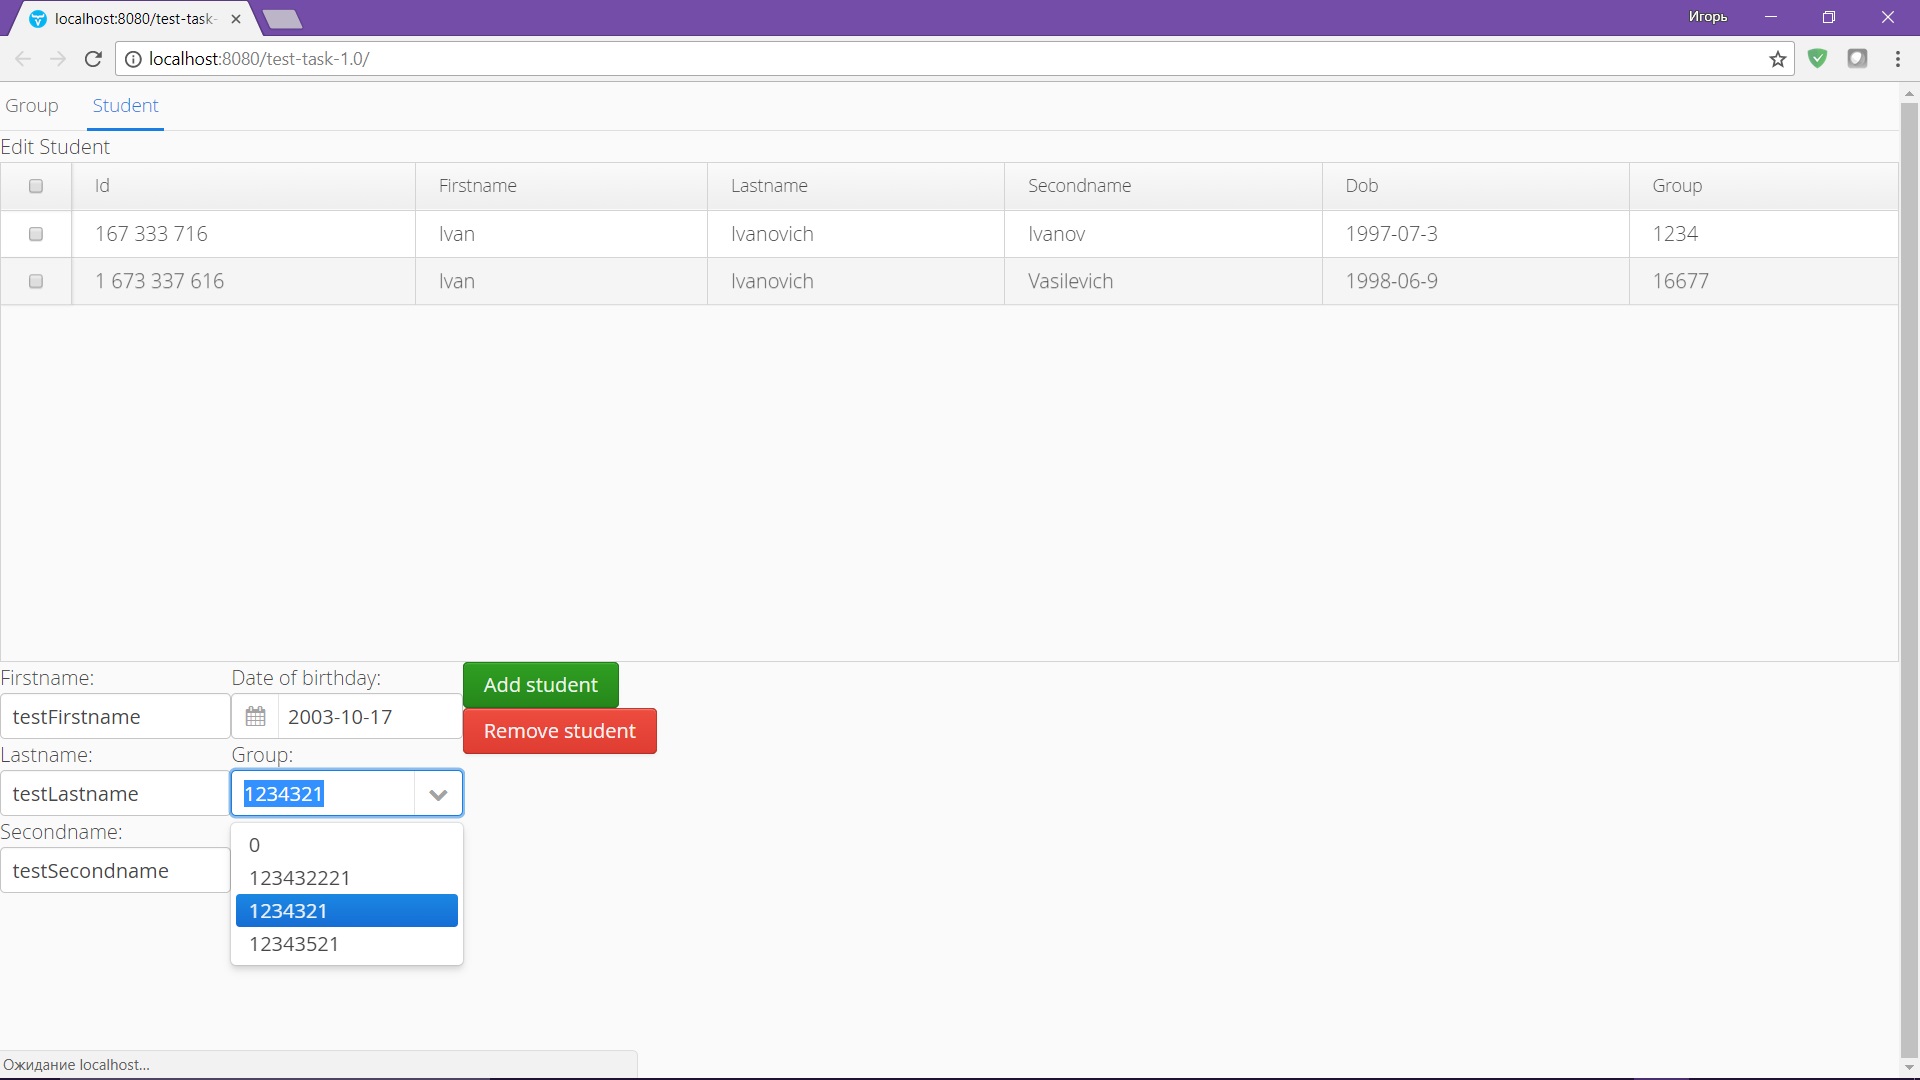 localhost:8080/test-task-
Игорь
localhost:8080/test-task-1.0/
Group Student
Edit Student
Id Firstname Lastname Secondname Dob Group
167 333 716 Ivan Ivanovich Ivanov 1997-07-3 1234
1 673 337 616 Ivan Ivanovich Vasilevich 1998-06-9 16677
Firstname: Date of birthday: Add student
testFirstname 2003-10-17 Remove student
Lastname: Group:
testLastname 1234321
Secondname:
testSecondname
0
123432221
1234321
12343521
Ожидание localhost...